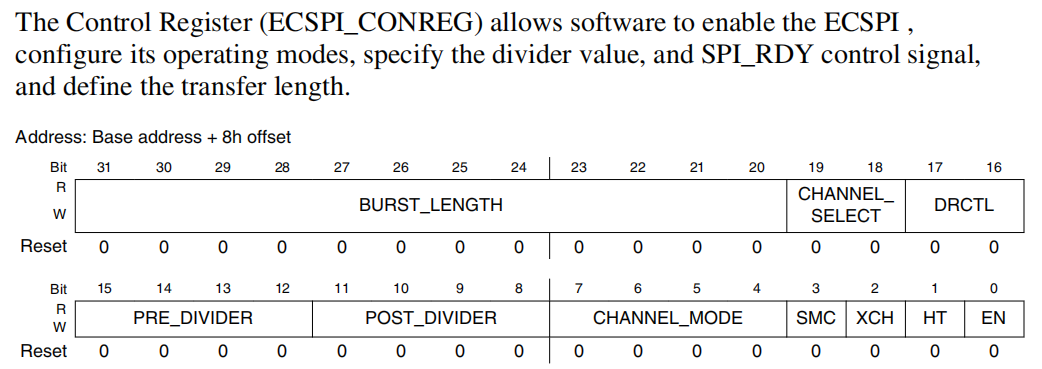 The Control Register (ECSPI_CONREG) allows software to enable the ECSPI ,
configure its operating modes, specify the divider value, and SPI_RDY control signal,
and define the transfer length.
Address: Base address + 8h offset
Bit 31 30 29 28 27 26 25 24 23 22 21 20 19 18 17 16
R
W
BURST_LENGTH
CHANNEL_
SELECT
DRCTL
Reset 0 0 0 0 0 0 0 0 0 0 0 0 0 0 0 0
Bit 15 14 13 12 11 10 9 8 7 6 5 4 3 2 1 0
R
W
PRE_DIVIDER POST_DIVIDER CHANNEL_MODE SMC XCH HT EN
Reset 0 0 0 0 0 0 0 0 0 0 0 0 0 0 0 0